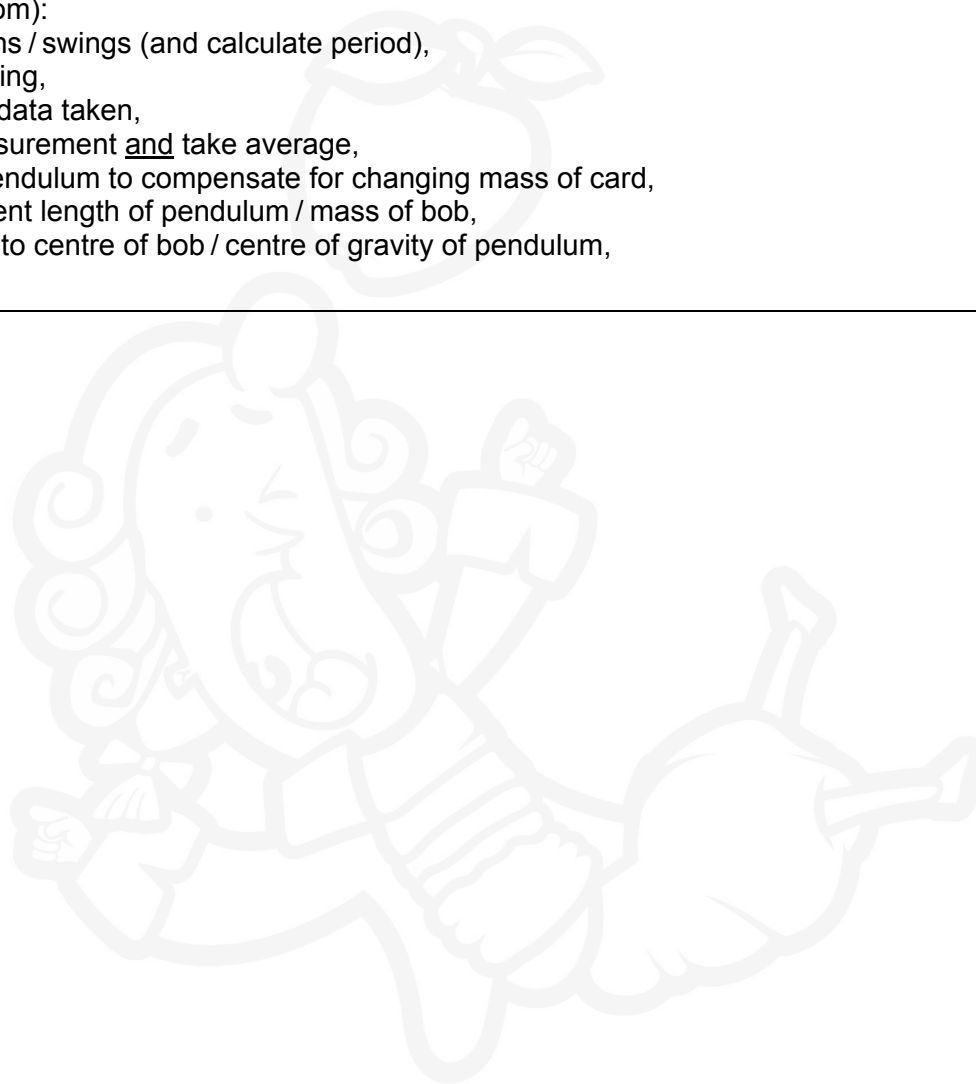 om):
ns / swings (and calculate period),
ing,
data taken,
surement and take average,
endulum to compensate for changing mass of card,
ent length of pendulum / mass of bob,
to centre of bob / centre of gravity of pendulum,